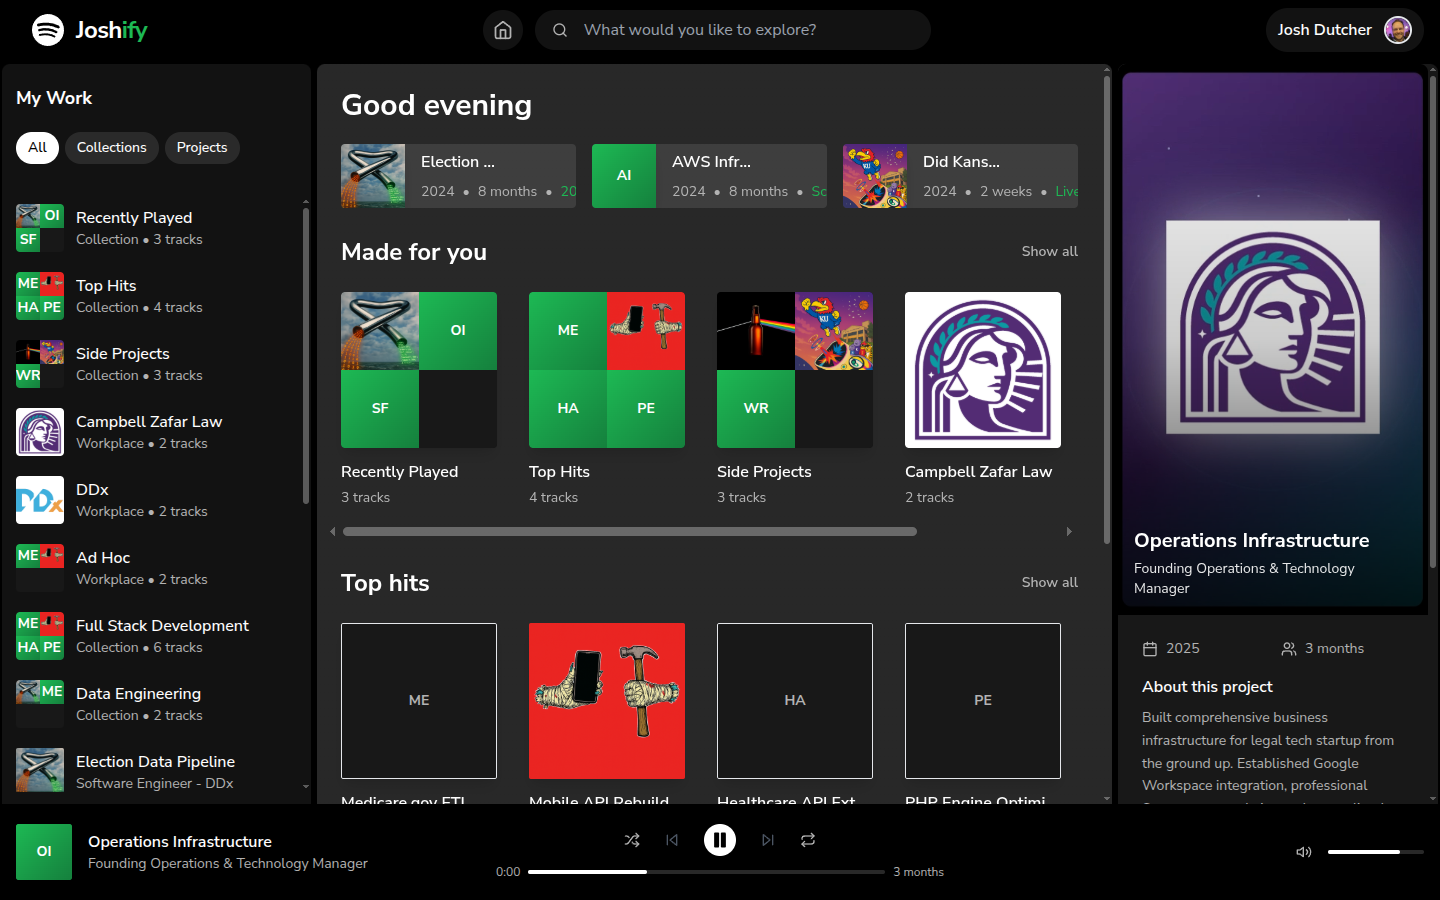 Joshify
What would you like to explore?
Josh Dutcher
My Work
All
Collections
Projects
OI
SF
Recently Played
Collection • 3 tracks
ME
HA PE
Top Hits
Collection • 4 tracks
WR
Side Projects
Collection • 3 tracks
Campbell Zafar Law
Workplace • 2 tracks
DDx
DDx
Workplace • 2 tracks
ME
Ad Hoc
Workplace • 2 tracks
ME
HA PE
Full Stack Development
Collection • 6 tracks
ME
Data Engineering
Collection • 2 tracks
Election Data Pipeline
Software Engineer - DDx
Good evening
Election ...
2024 • 8 months • 20
AI
AWS Infr...
2024 • 8 months • Sc
KU
Did Kans...
2024 • 2 weeks • Live
Made for you
Show all
OI
SF
Recently Played
3 tracks
ME
HA
PE
Top Hits
4 tracks
KU
WR
Side Projects
3 tracks
Campbell Zafar Law
2 tracks
Top hits
Show all
ME
HA
PE
Medicare.gov ETL
Mobile API Rebuild
Healthcare API Ext
PHP Engine Optimi
Operations Infrastructure
Founding Operations & Technology
Manager
2025
3 months
About this project
Built comprehensive business
infrastructure for legal tech startup from
the ground up. Established Google
Workspace integration, professional
OI
Operations Infrastructure
Founding Operations & Technology Manager
0:00
3 months